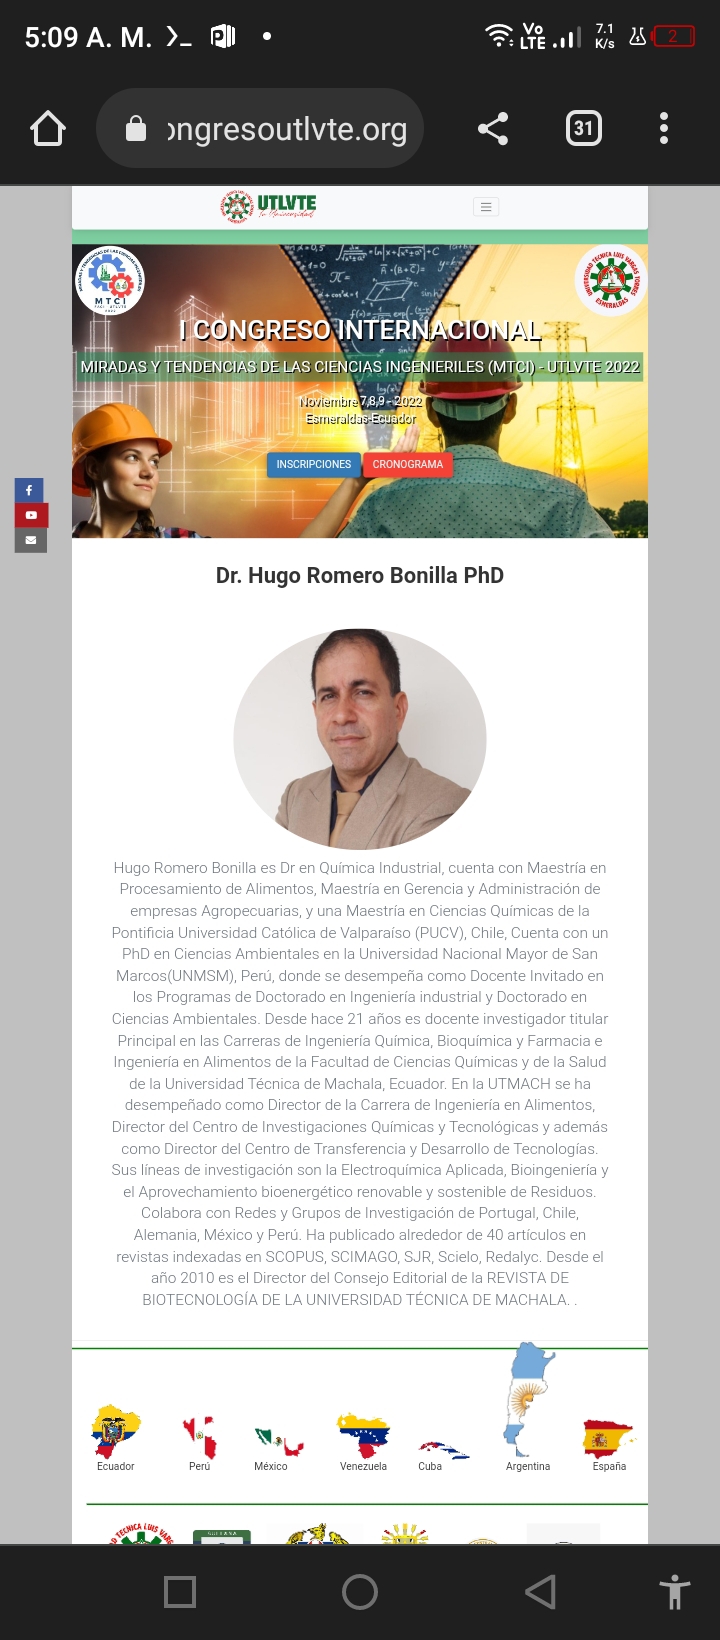 5:09 A. M.
Vo
LTE
7.1
K/s
2
ongresoutlvte.org
31
UTLVTE
Tu Universidad
MTCI
2022
UNIVERSIDAD TÉCNICA LUIS VARGAS TORRES
ESMERALDAS
I CONGRESO INTERNACIONAL
MIRADAS Y TENDENCIAS DE LAS CIENCIAS INGENIERILES (MTCI) - UTLVTE 2022
Noviembre 7,8,9 - 2022
Esmeraldas-Ecuador
INSCRIPCIONES
CRONOGRAMA
Dr. Hugo Romero Bonilla PhD
Hugo Romero Bonilla es Dr en Química Industrial, cuenta con Maestría en
Procesamiento de Alimentos, Maestría en Gerencia y Administración de
empresas Agropecuarias, y una Maestría en Ciencias Químicas de la
Pontificia Universidad Católica de Valparaíso (PUCV), Chile, Cuenta con un
PhD en Ciencias Ambientales en la Universidad Nacional Mayor de San
Marcos(UNMSM), Perú, donde se desempeña como Docente Invitado en
los Programas de Doctorado en Ingeniería industrial y Doctorado en
Ciencias Ambientales. Desde hace 21 años es docente investigador titular
Principal en las Carreras de Ingeniería Química, Bioquímica y Farmacia e
Ingeniería en Alimentos de la Facultad de Ciencias Químicas y de la Salud
de la Universidad Técnica de Machala, Ecuador. En la UTMACH se ha
desempeñado como Director de la Carrera de Ingeniería en Alimentos,
Director del Centro de Investigaciones Químicas y Tecnológicas y además
como Director del Centro de Transferencia y Desarrollo de Tecnologías.
Sus líneas de investigación son la Electroquímica Aplicada, Bioingeniería y
el Aprovechamiento bioenergético renovable y sostenible de Residuos.
Colabora con Redes y Grupos de Investigación de Portugal, Chile,
Alemania, México y Perú. Ha publicado alrededor de 40 artículos en
revistas indexadas en SCOPUS, SCIMAGO, SJR, Scielo, Redalyc. Desde el
año 2010 es el Director del Consejo Editorial de la REVISTA DE
BIOTECNOLOGÍA DE LA UNIVERSIDAD TÉCNICA DE MACHALA. .
Ecuador
Perú
México
Venezuela
Cuba
Argentina
España
TECNICA LUIS VAR